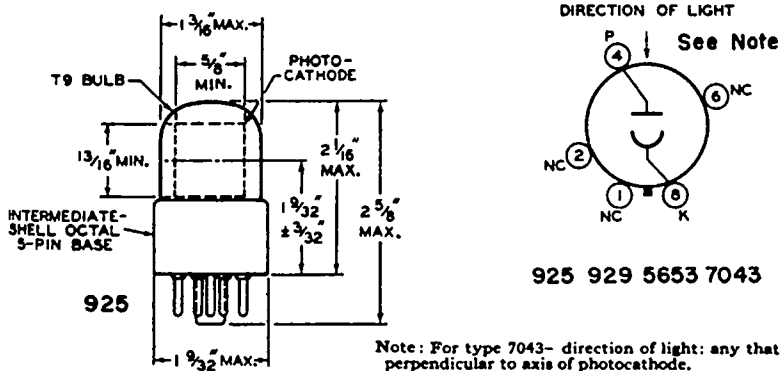 1 3/16" MAX.
5/8" MIN.
PHOTO-
CATHODE
T9 BULB
13/16" MIN.
2 1/16"
MAX.
1 9/32"
± 3/32"
2 5/8"
MAX.
INTERMEDIATE-
SHELL OCTAL
5-PIN BASE
925
1 9/32" MAX.
DIRECTION OF LIGHT
See Note
P
4
6 NC
NC 2
1
NC
8
K
925 929 5653 7043
Note: For type 7043- direction of light: any that
perpendicular to axis of photocathode.